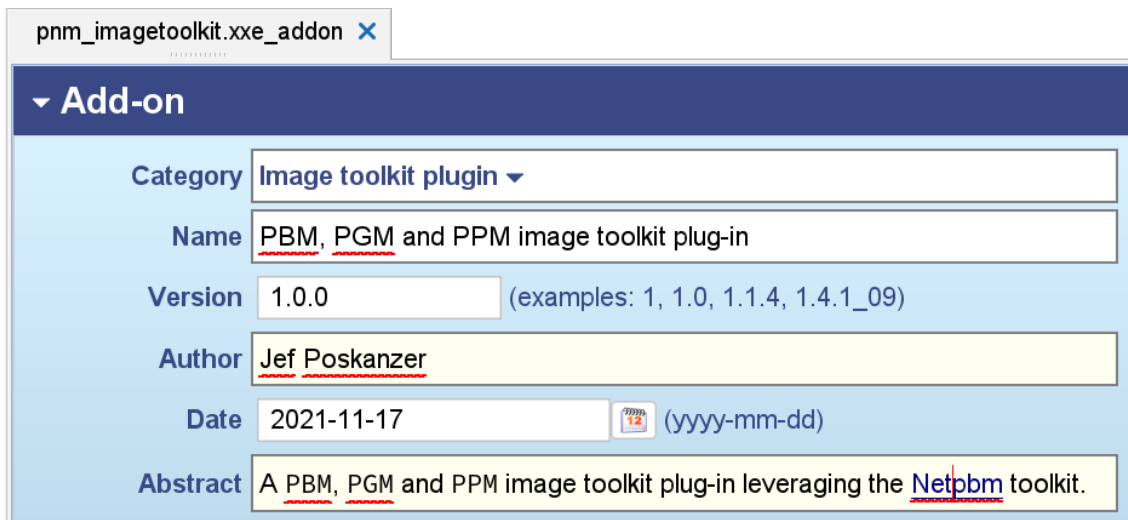 pnm_imagetoolkit.xxe_addon
Add-on
Category Image toolkit plugin
Name PBM, PGM and PPM image toolkit plug-in
Version 1.0.0 (examples: 1, 1.0, 1.1.4, 1.4.1_09)
Author Jef Poskanzer
Date 2021-11-17 12 (yyyy-mm-dd)
Abstract A PBM, PGM and PPM image toolkit plug-in leveraging the Netpbm toolkit.